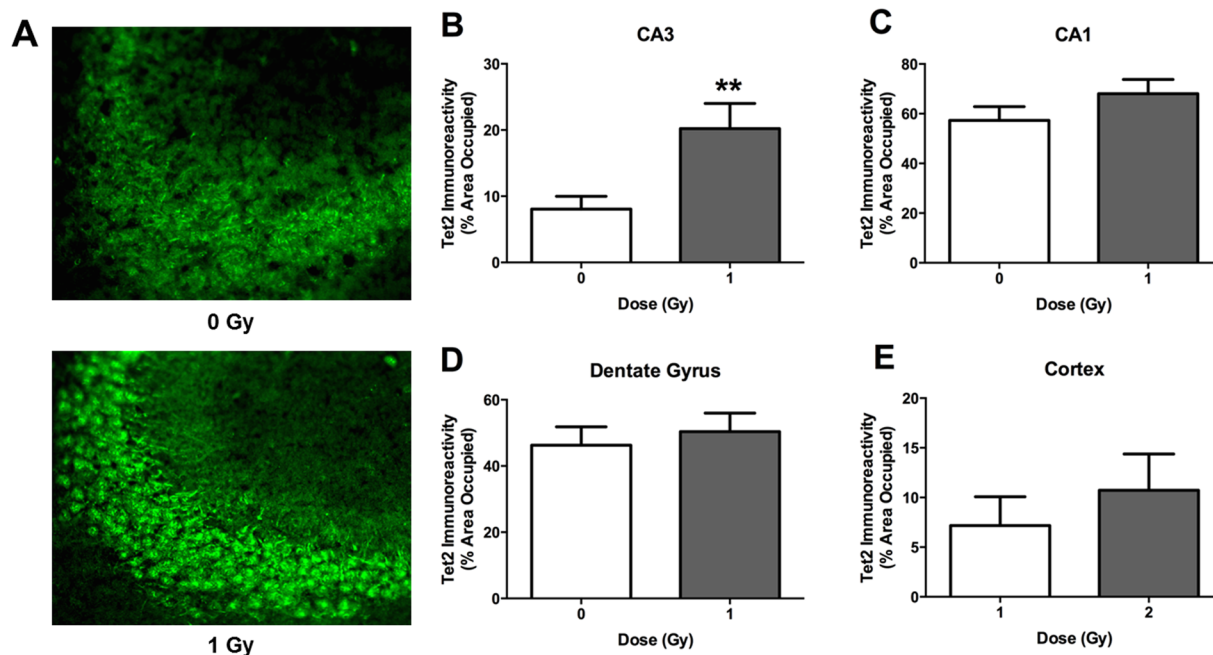 A
0 Gy
1 Gy
B
CA3
Tet2 Immunoreactivity
(% Area Occupied)
30
20
10
0
**
0
1
Dose (Gy)
C
CA1
Tet2 Immunoreactivity
(% Area Occupied)
80
60
40
20
0
0
1
Dose (Gy)
D
Dentate Gyrus
Tet2 Immunoreactivity
(% Area Occupied)
60
40
20
0
0
1
Dose (Gy)
E
Cortex
Tet2 Immunoreactivity
(% Area Occupied)
20
15
10
5
0
1
2
Dose (Gy)